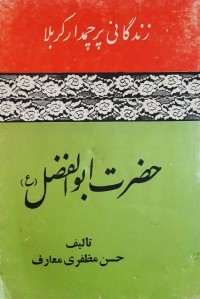 زندگانی پرچمدار کربلا
حضرت ابوالفضل (ع)
تالیف
حسن مظفری معارف